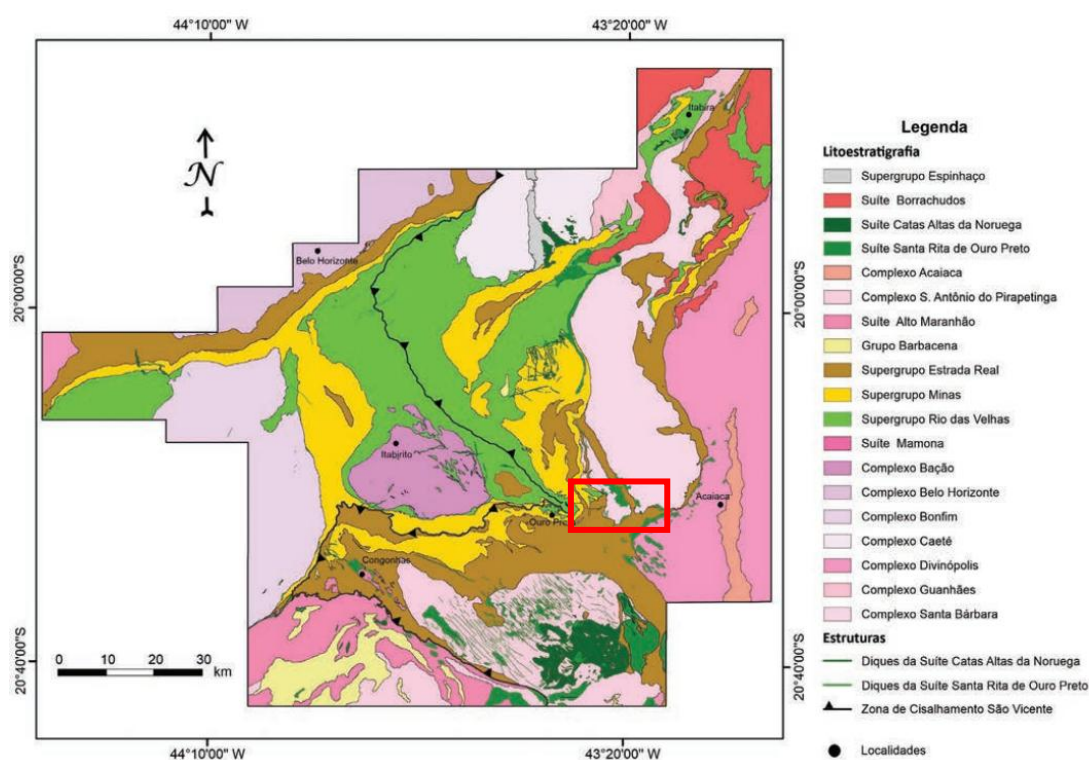 44°10'00" W
43°20'00" W
N
Itabira
Belo Horizonte
20°00'00"S
20°00'00"S
Itabirito
Acaiaca
Ouro Pr
Congonhas
0 10 20 30
km
20°40'00"S
20°40'00"S
44°10'00" W
43°20'00" W
Legenda
Litoestratigrafia
Supergrupo Espinhaço
Suíte Borrachudos
Suíte Catas Altas da Noruega
Suíte Santa Rita de Ouro Preto
Complexo Acaiaca
Complexo S. Antônio do Pirapetinga
Suíte Alto Maranhão
Grupo Barbacena
Supergrupo Estrada Real
Supergrupo Minas
Supergrupo Rio das Velhas
Suíte Mamona
Complexo Bação
Complexo Belo Horizonte
Complexo Bonfim
Complexo Caeté
Complexo Divinópolis
Complexo Guanhães
Complexo Santa Bárbara
Estruturas
Diques da Suíte Catas Altas da Noruega
Diques da Suíte Santa Rita de Ouro Preto
Zona de Cisalhamento São Vicente
Localidades